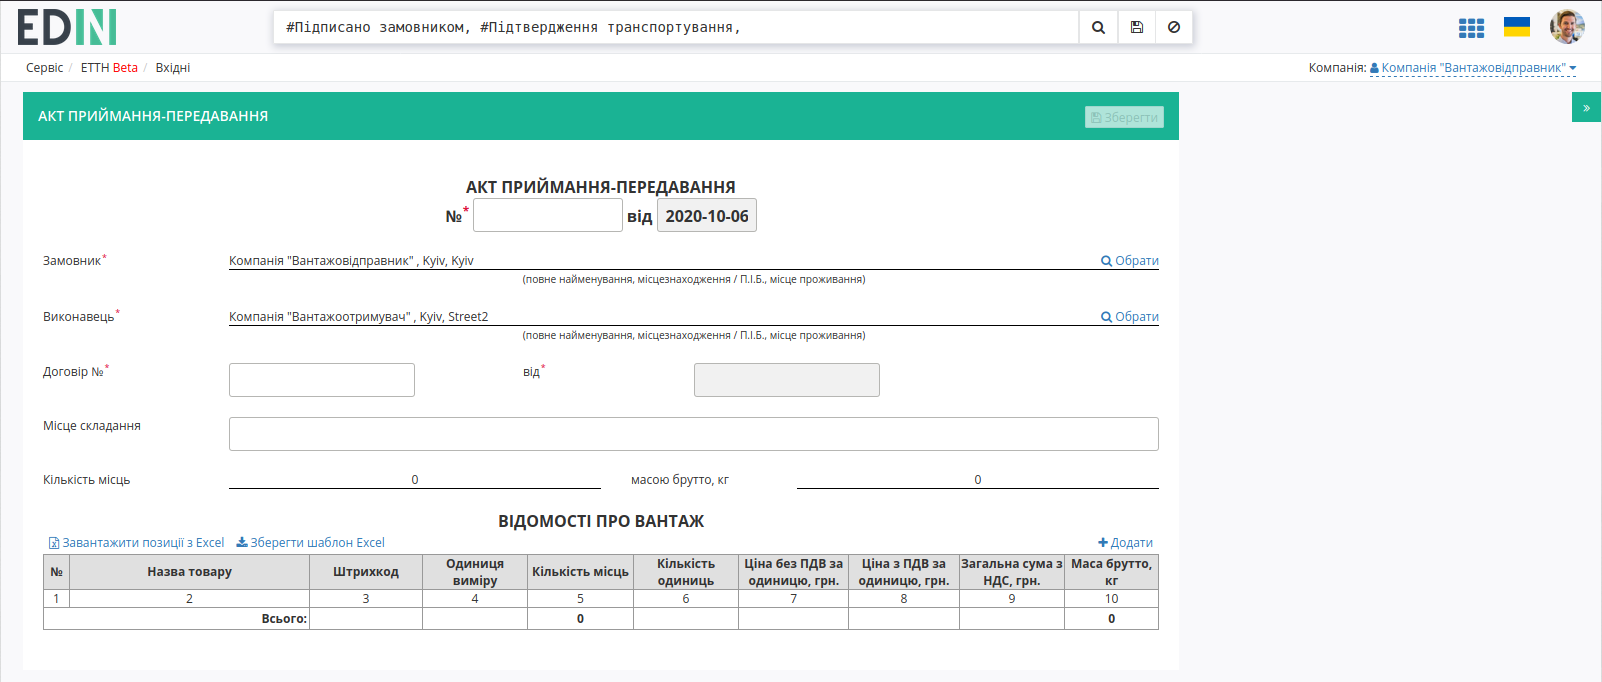 EDIN
#Підписано замовником, #Підтвердження транспортування,
Сервіс / ЕТТН Beta / Вхідні
Компанія: Компанія "Вантажовідправник"
АКТ ПРИЙМАННЯ-ПЕРЕДАВАННЯ
Зберегти
»
АКТ ПРИЙМАННЯ-ПЕРЕДАВАННЯ
№* від 2020-10-06
Замовник* Компанія "Вантажовідправник" , Kyiv, Kyiv Обрати
(повне найменування, місцезнаходження / П.І.Б., місце проживання)
Виконавець* Компанія "Вантажоотримувач" , Kyiv, Street2 Обрати
(повне найменування, місцезнаходження / П.І.Б., місце проживання)
Договір №* від*
Місце складання
Кількість місць 0 масою брутто, кг 0
ВІДОМОСТІ ПРО ВАНТАЖ
Завантажити позиції з Excel Зберегти шаблон Excel Додати
№ Назва товару Штрихкод Одиниця виміру Кількість місць Кількість одиниць Ціна без ПДВ за одиницю, грн. Ціна з ПДВ за одиницю, грн. Загальна сума з НДС, грн. Маса брутто, кг
1 2 3 4 5 6 7 8 9 10
Всього: 0 0